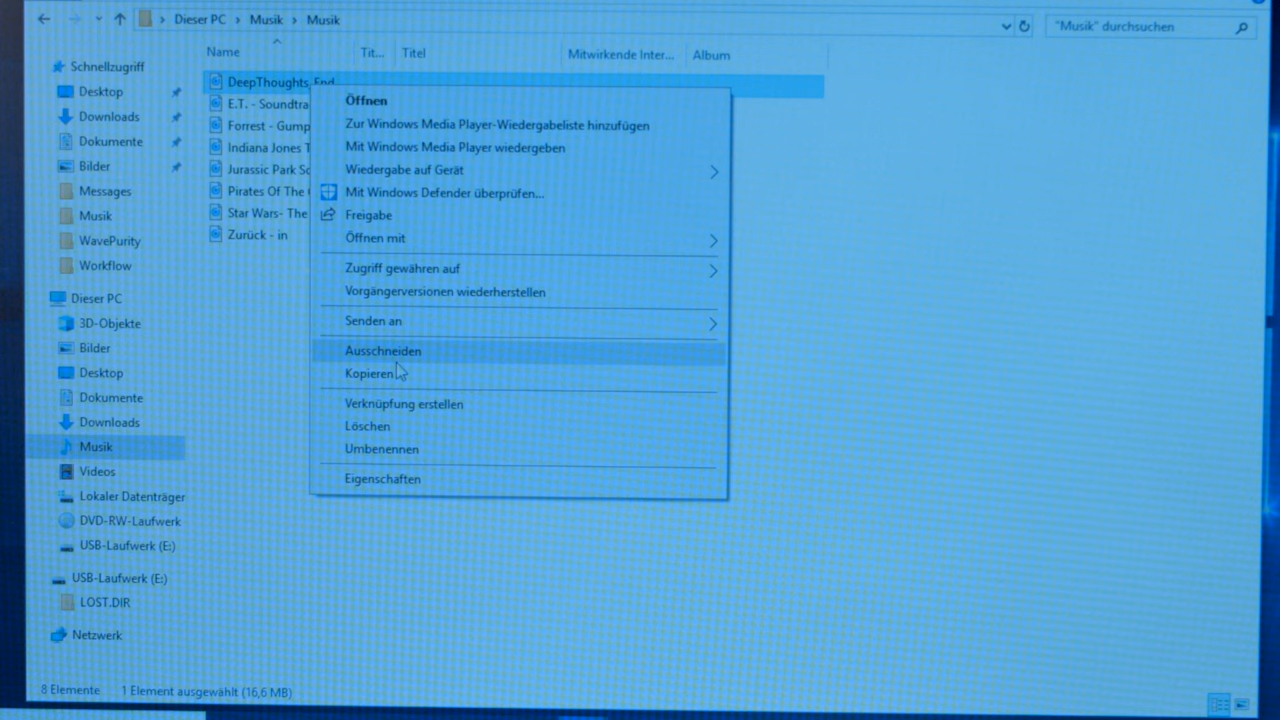 Dieser PC > Musik > Musik
"Musik" durchsuchen
Name Tit... Titel Mitwirkende Inter... Album
Schnellzugriff
Desktop
Downloads
Dokumente
Bilder
Messages
Musik
WavePurity
Workflow
Dieser PC
3D-Objekte
Bilder
Desktop
Dokumente
Downloads
Musik
Videos
Lokaler Datenträger
DVD-RW-Laufwerk
USB-Laufwerk (E:)
USB-Laufwerk (E:)
LOST.DIR
Netzwerk
DeepThoughts_End
E.T. - Soundtra
Forrest - Gump
Indiana Jones T
Jurassic Park Sc
Pirates Of The
Star Wars- The
Zurück - in
Öffnen
Zur Windows Media Player-Wiedergabeliste hinzufügen
Mit Windows Media Player wiedergeben
Wiedergabe auf Gerät
Mit Windows Defender überprüfen...
Freigabe
Öffnen mit
Zugriff gewähren auf
Vorgängerversionen wiederherstellen
Senden an
Ausschneiden
Kopieren
Verknüpfung erstellen
Löschen
Umbenennen
Eigenschaften
8 Elemente 1 Element ausgewählt (16,6 MB)